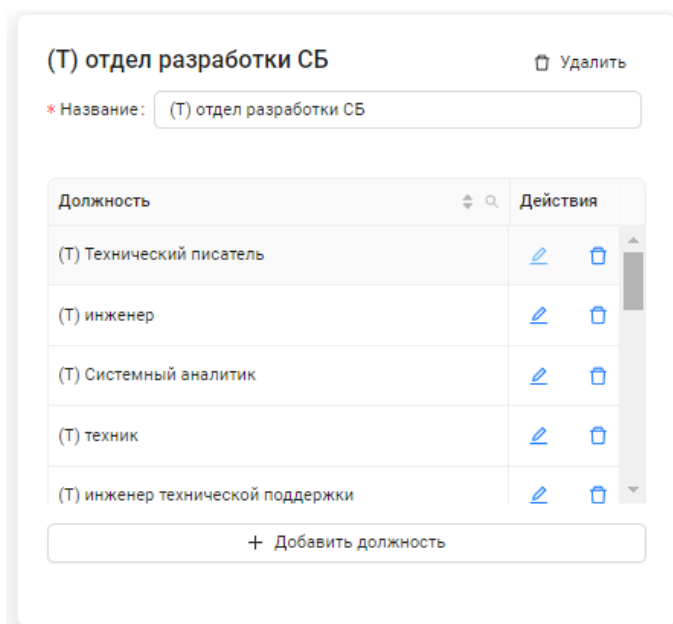 (Т) отдел разработки СБ Удалить
* Название: (Т) отдел разработки СБ
Должность Действия
(Т) Технический писатель
(Т) инженер
(Т) Системный аналитик
(Т) техник
(Т) инженер технической поддержки
+ Добавить должность